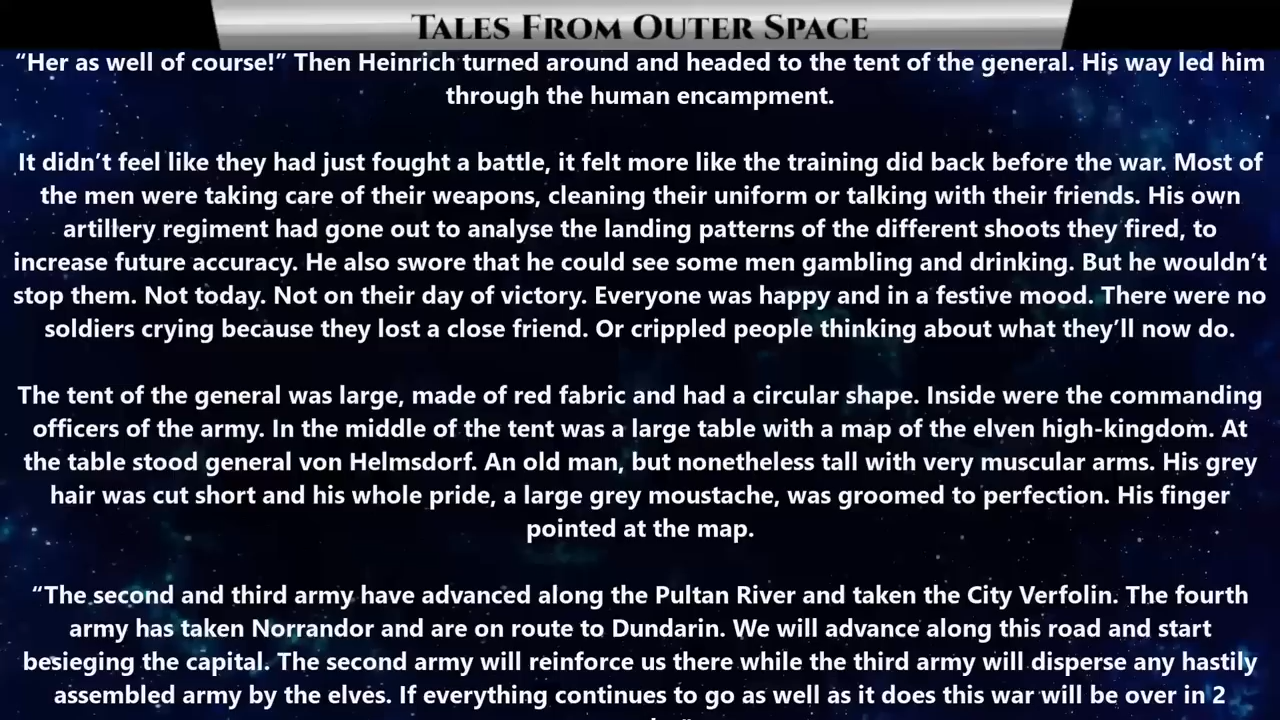 Tales From Outer Space
“Her as well of course!” Then Heinrich turned around and headed to the tent of the general. His way led him
through the human encampment.
It didn’t feel like they had just fought a battle, it felt more like the training did back before the war. Most of
the men were taking care of their weapons, cleaning their uniform or talking with their friends. His own
artillery regiment had gone out to analyse the landing patterns of the different shoots they fired, to
increase future accuracy. He also swore that he could see some men gambling and drinking. But he wouldn’t
stop them. Not today. Not on their day of victory. Everyone was happy and in a festive mood. There were no
soldiers crying because they lost a close friend. Or crippled people thinking about what they’ll now do.
The tent of the general was large, made of red fabric and had a circular shape. Inside were the commanding
officers of the army. In the middle of the tent was a large table with a map of the elven high-kingdom. At
the table stood general von Helmsdorf. An old man, but nonetheless tall with very muscular arms. His grey
hair was cut short and his whole pride, a large grey moustache, was groomed to perfection. His finger
pointed at the map.
“The second and third army have advanced along the Pultan River and taken the City Verfolin. The fourth
army has taken Norrandor and are on route to Dundarin. We will advance along this road and start
besieging the capital. The second army will reinforce us there while the third army will disperse any hastily
assembled army by the elves. If everything continues to go as well as it does this war will be over in 2